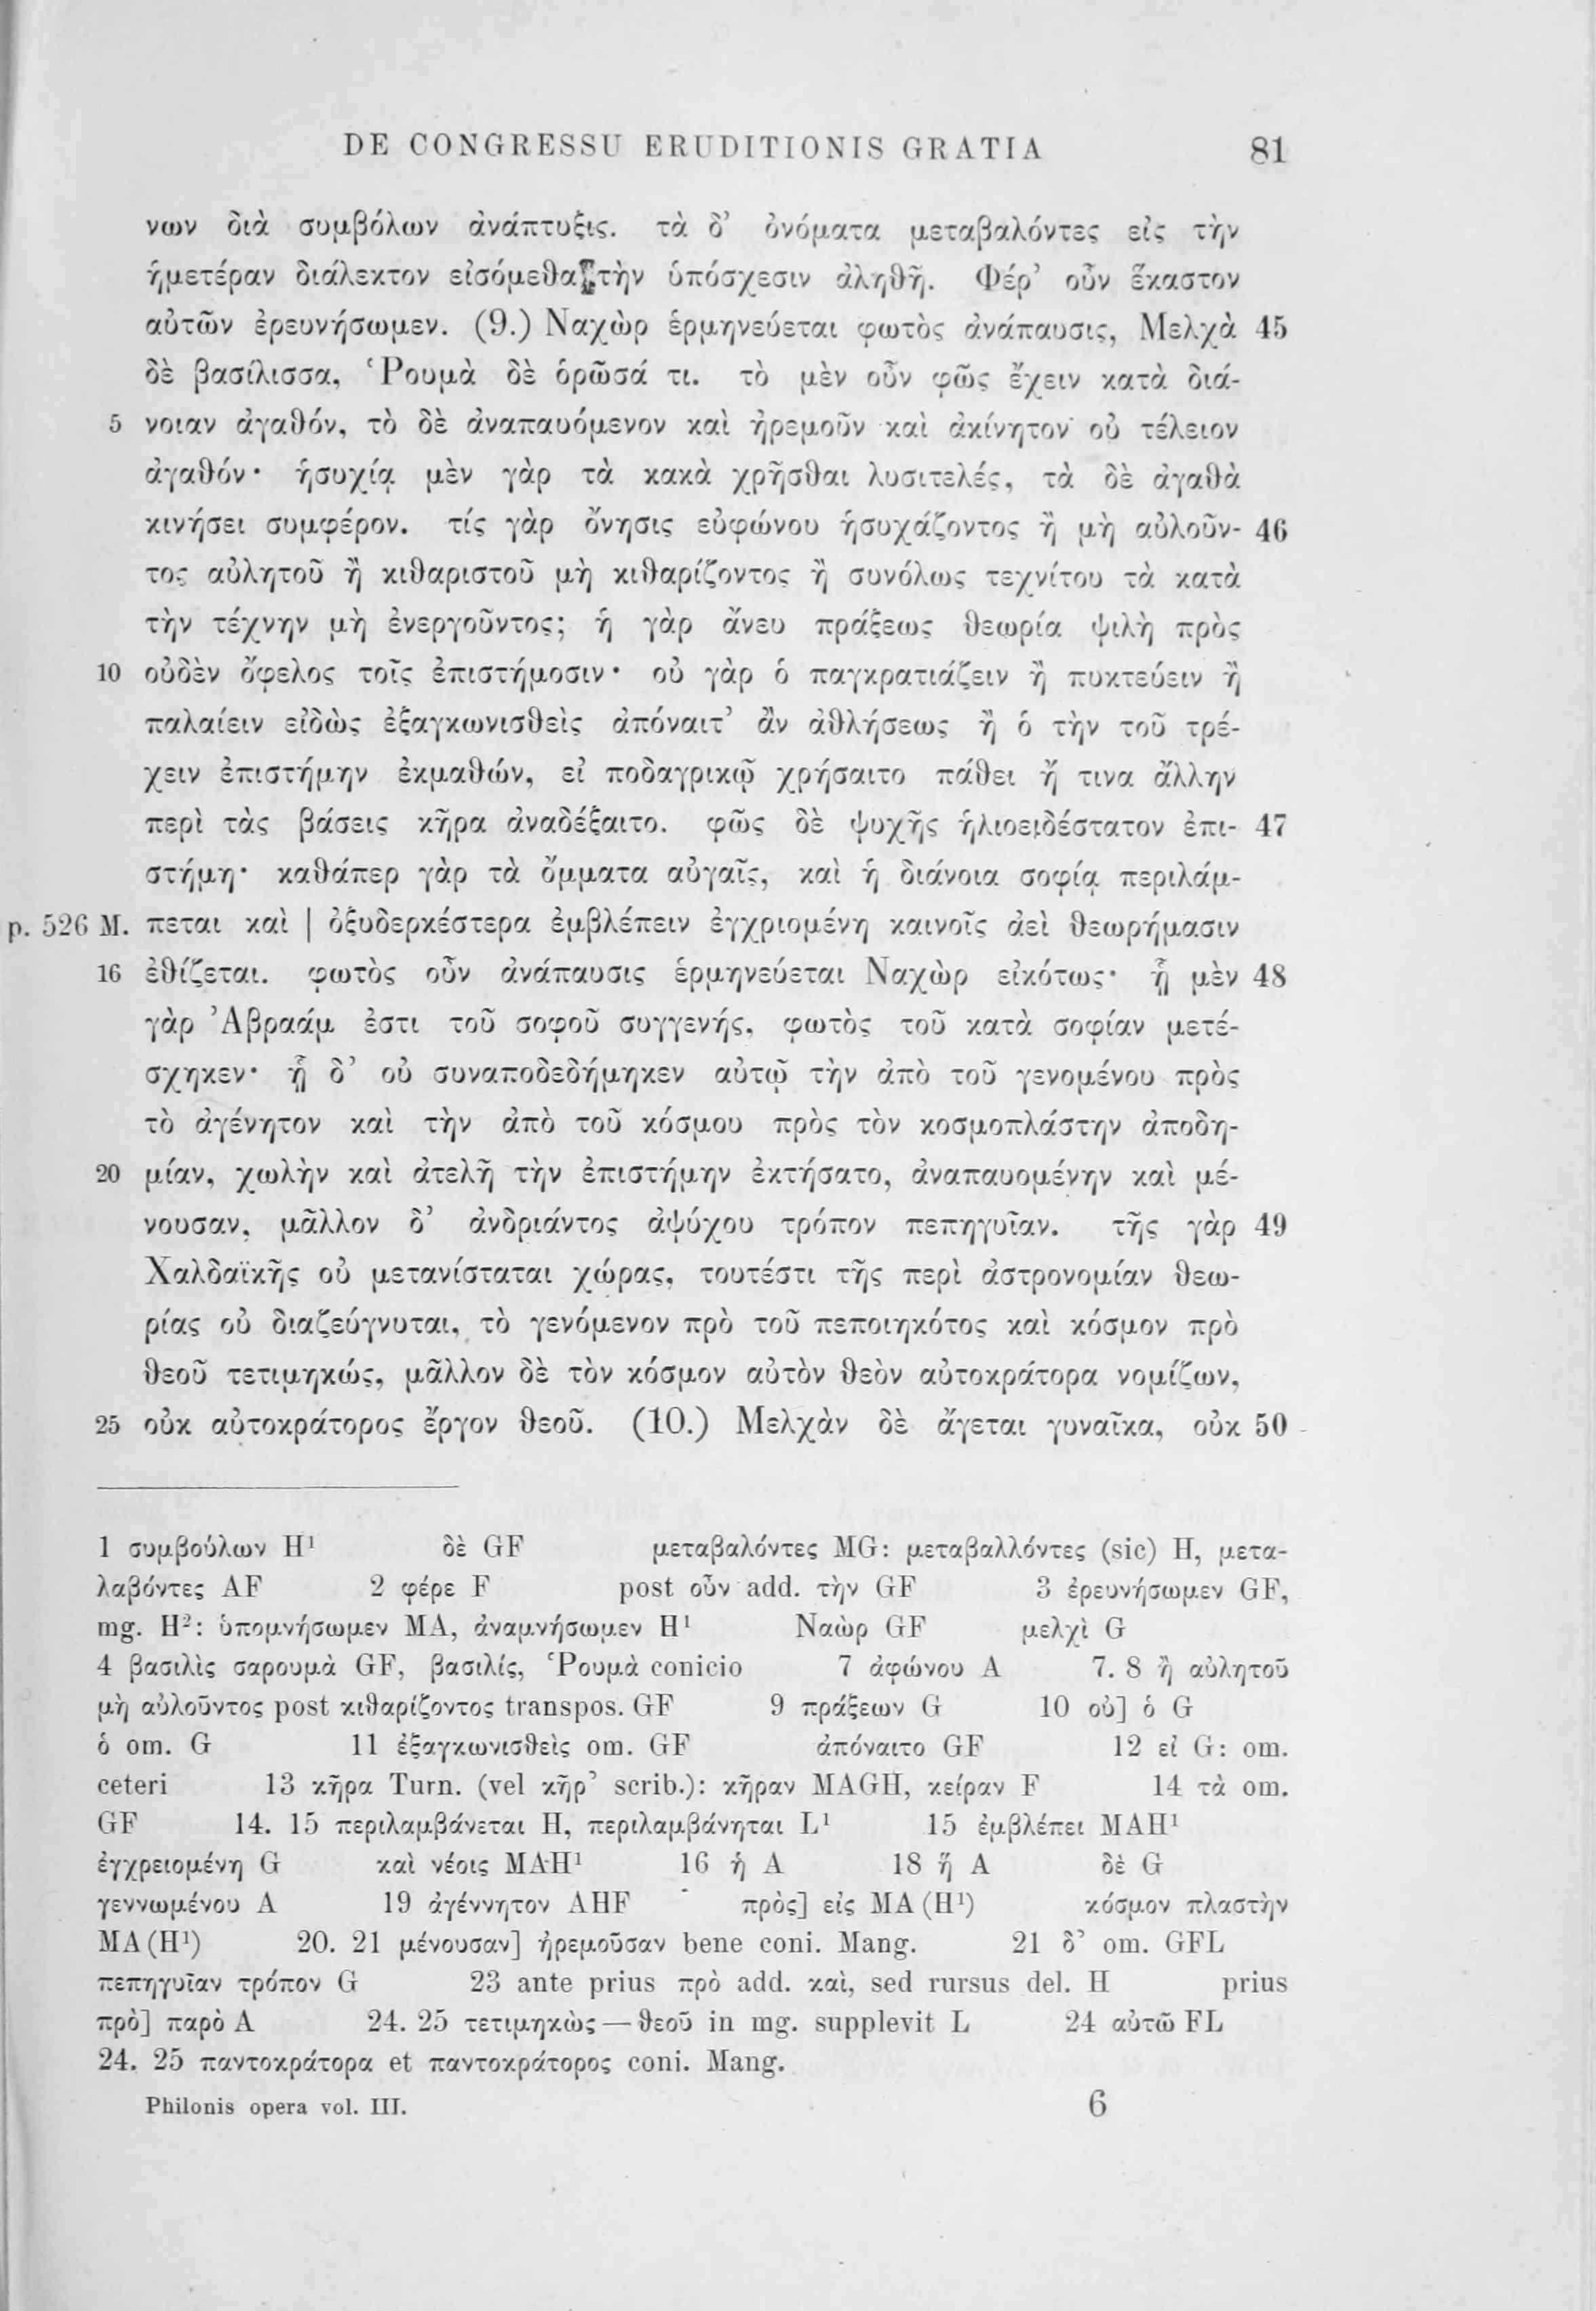 DE CONGRESSU ERUDITIONIS GRATIA 81
νων διὰ συμβόλων ἀνάπτυξις. τὰ δ’ ὀνόματα μεταβαλόντες εἰς τὴν
ἡμετέραν διάλεκτον εἰσόμεθα τὴν ὑπόσχεσιν ἀληθῆ. Φέρ’ οὖν ἕκαστον
αὐτῶν ἐρευνήσωμεν. (9.) Ναχὼρ ἑρμηνεύεται φωτὸς ἀνάπαυσις, Μελχὰ 45
δὲ βασίλισσα, Ῥουμὰ δὲ ὁρῶσά τι. τὸ μὲν οὖν φῶς ἔχειν κατὰ διά-
5 νοιαν ἀγαθόν, τὸ δὲ ἀναπαυόμενον καὶ ἠρεμοῦν καὶ ἀκίνητον οὐ τέλειον
ἀγαθόν· ἡσυχίᾳ μὲν γὰρ τὰ κακὰ χρῆσθαι λυσιτελές, τὰ δὲ ἀγαθὰ
κινήσει συμφέρον. τίς γὰρ ὄνησις εὐφώνου ἡσυχάζοντος ἢ μὴ αὐλοῦν- 46
τος αὐλητοῦ ἢ κιθαριστοῦ μὴ κιθαρίζοντος ἢ συνόλως τεχνίτου τὰ κατὰ
τὴν τέχνην μὴ ἐνεργοῦντος; ἡ γὰρ ἄνευ πράξεως θεωρία ψιλὴ πρὸς
10 οὐδὲν ὄφελος τοῖς ἐπιστήμοσιν· οὐ γὰρ ὁ παγκρατιάζειν ἢ πυκτεύειν ἢ
παλαίειν εἰδὼς ἐξαγκωνισθεὶς ἀπόναιτ’ ἂν ἀθλήσεως ἢ ὁ τὴν τοῦ τρέ-
χειν ἐπιστήμην ἐκμαθών, εἰ ποδαγρικῷ χρήσαιτο πάθει ἤ τινα ἄλλην
περὶ τὰς βάσεις κῆρα ἀναδέξαιτο. φῶς δὲ ψυχῆς ἡλιοειδέστατον ἐπι- 47
στήμη· καθάπερ γὰρ τὰ ὄμματα αὐγαῖς, καὶ ἡ διάνοια σοφίᾳ περιλάμ-
p. 526 M. πεται καὶ | ὀξυδερκέστερα ἐμβλέπειν ἐγχριομένη καινοῖς ἀεὶ θεωρήμασιν
16 ἐθίζεται. φωτὸς οὖν ἀνάπαυσις ἑρμηνεύεται Ναχὼρ εἰκότως· ᾗ μὲν 48
γὰρ Ἀβραάμ ἐστι τοῦ σοφοῦ συγγενής, φωτὸς τοῦ κατὰ σοφίαν μετέ-
σχηκεν· ᾗ δ’ οὐ συναποδεδήμηκεν αὐτῷ τὴν ἀπὸ τοῦ γενομένου πρὸς
τὸ ἀγένητον καὶ τὴν ἀπὸ τοῦ κόσμου πρὸς τὸν κοσμοπλάστην ἀποδη-
20 μίαν, χωλὴν καὶ ἀτελῆ τὴν ἐπιστήμην ἐκτήσατο, ἀναπαυομένην καὶ μέ-
νουσαν, μᾶλλον δ’ ἀνδριάντος ἀψύχου τρόπον πεπηγυῖαν. τῆς γὰρ 49
Χαλδαϊκῆς οὐ μετανίσταται χώρας, τουτέστι τῆς περὶ ἀστρονομίαν θεω-
ρίας οὐ διαζεύγνυται, τὸ γενόμενον πρὸ τοῦ πεποιηκότος καὶ κόσμον πρὸ
θεοῦ τετιμηκώς, μᾶλλον δὲ τὸν κόσμον αὐτὸν θεὸν αὐτοκράτορα νομίζων,
25 οὐκ αὐτοκράτορος ἔργον θεοῦ. (10.) Μελχὰν δὲ ἄγεται γυναῖκα, οὐκ 50
1 συμβούλων H¹ δὲ GF μεταβαλόντες MG: μεταβαλλόντες (sic) H, μετα-
λαβόντες AF 2 φέρε F post οὖν add. τὴν GF 3 ἐρευνήσωμεν GF,
mg. H²: ὑπομνήσωμεν MA, ἀναμνήσωμεν H¹ Ναὼρ GF μελχὶ G
4 βασιλὶς σαρουμὰ GF, βασιλίς, Ῥουμὰ conicio 7 ἀφώνου A 7. 8 ἢ αὐλητοῦ
μὴ αὐλοῦντος post κιθαρίζοντος transpos. GF 9 πράξεων G 10 οὐ] ὁ G
ὁ om. G 11 ἐξαγκωνισθεὶς om. GF ἀπόναιτο GF 12 εἰ G: om.
ceteri 13 κῆρα Turn. (vel κῆρ’ scrib.): κῆραν MAGH, κείραν F 14 τὰ om.
GF 14. 15 περιλαμβάνεται H, περιλαμβάνηται L¹ 15 ἐμβλέπει MAH¹
ἐγχρειομένη G καὶ νέοις MAH¹ 16 ἡ A 18 ἥ A δὲ G
γεννωμένου A 19 ἀγέννητον AHF πρὸς] εἰς MA (H¹) κόσμον πλαστὴν
MA (H¹) 20. 21 μένουσαν] ἠρεμοῦσαν bene coni. Mang. 21 δ’ om. GFL
πεπηγυῖαν τρόπον G 23 ante prius πρὸ add. καὶ, sed rursus del. H prius
πρὸ] παρὸ A 24. 25 τετιμηκὼς — θεοῦ in mg. supplevit L 24 αὐτῶ FL
24. 25 παντοκράτορα et παντοκράτορος coni. Mang.
Philonis opera vol. III. 6